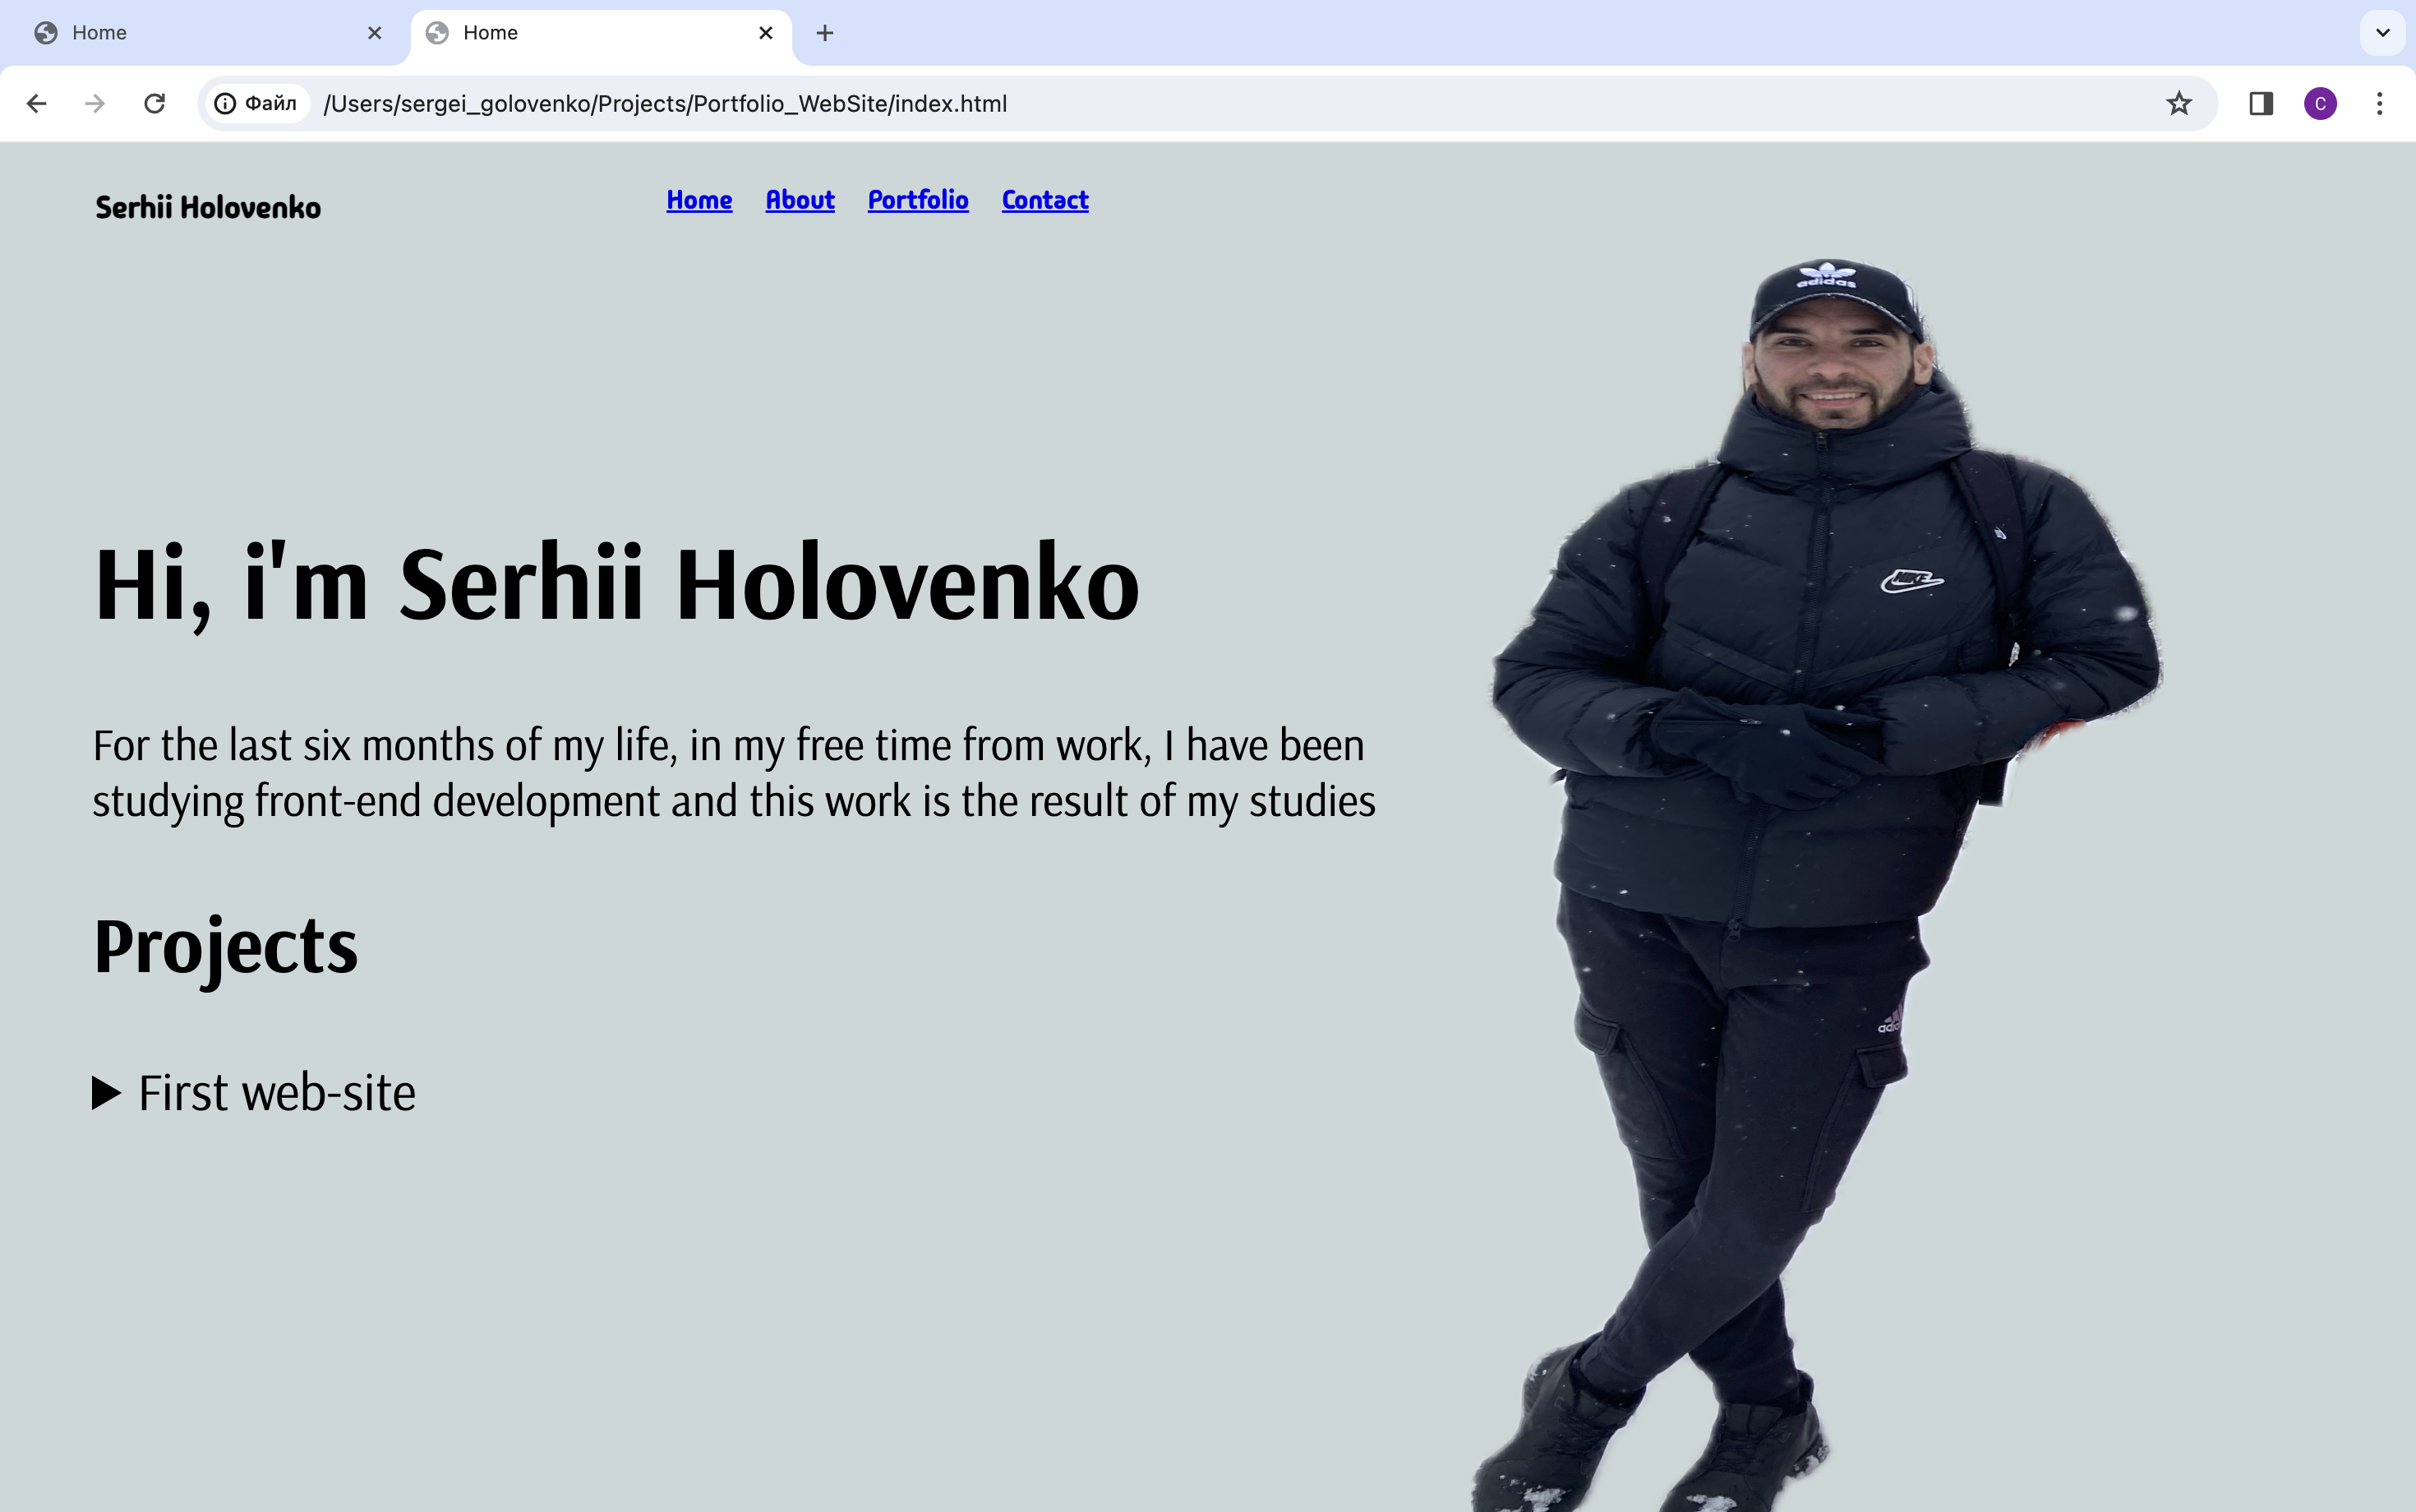 Home
Home
Файл /Users/sergei_golovenko/Projects/Portfolio_WebSite/index.html
C
Serhii Holovenko
Home About Portfolio Contact
adidas
Hi, i'm Serhii Holovenko
NIKE
For the last six months of my life, in my free time from work, I have been
studying front-end development and this work is the result of my studies
Projects
First web-site